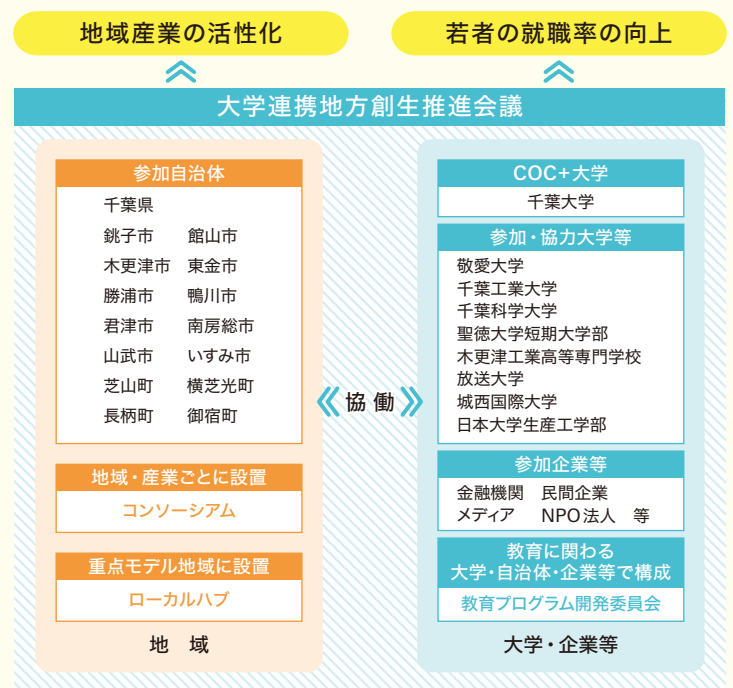 地域産業の活性化
若者の就職率の向上
大学連携地方創生推進会議
参加自治体
千葉県
銚子市 館山市
木更津市 東金市
勝浦市 鴨川市
君津市 南房総市
山武市 いすみ市
芝山町 横芝光町
長柄町 御宿町
地域・産業ごとに設置
コンソーシアム
重点モデル地域に設置
ローカルハブ
地 域
協 働
COC+大学
千葉大学
参加・協力大学等
敬愛大学
千葉工業大学
千葉科学大学
聖徳大学短期大学部
木更津工業高等専門学校
放送大学
城西国際大学
日本大学生産工学部
参加企業等
金融機関 民間企業
メディア NPO法人 等
教育に関わる
大学・自治体・企業等で構成
教育プログラム開発委員会
大学・企業等